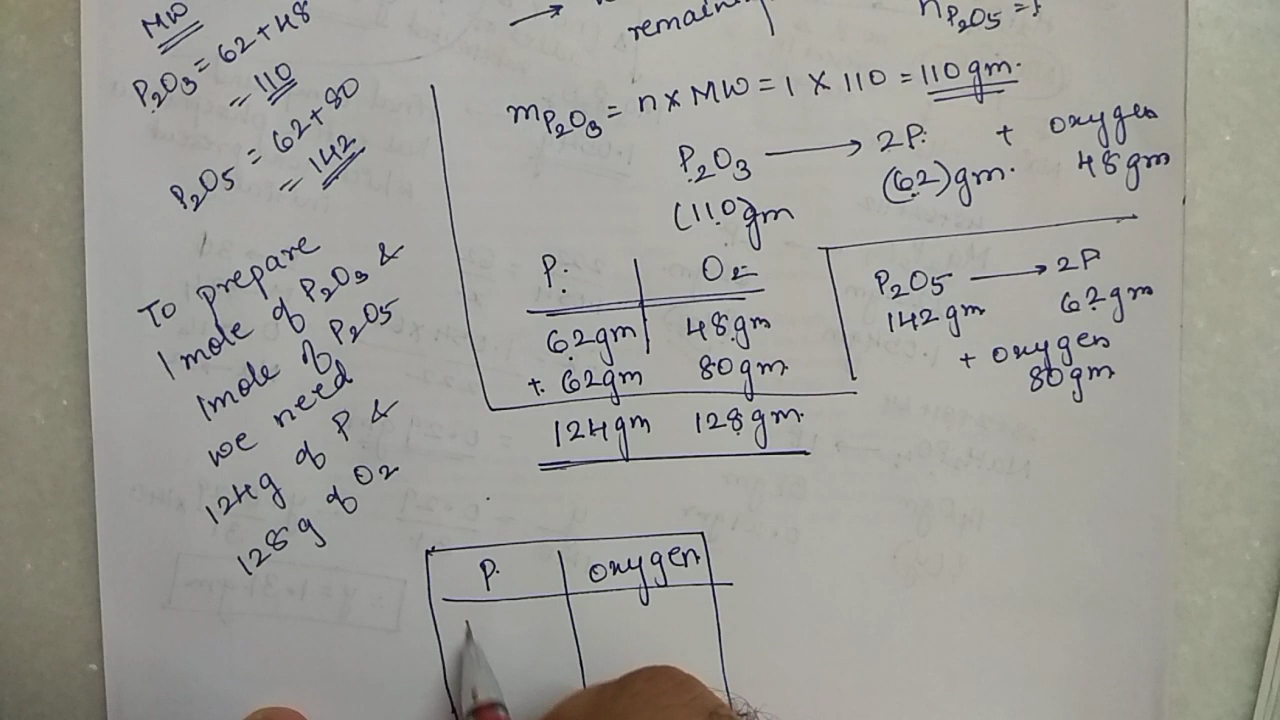 MW
P₂O₃ = 62+48
= 110
P₂O5 = 62+80
= 142
To prepare
1 mole of P₂O₃ &
1 mole of P₂O5
we need
124g of P &
128g of O2
→ remaining
nP₂O5 =
mP₂O₃ = n x MW = 1 X 110 = 110gm.
P₂O3 → 2P + oxygen
(110)gm (62)gm. 48gm
P. O2
62gm 48gm
+ 62gm 80gm
124gm 128gm.
P₂O5 → 2P
142gm 62gm
+ oxygen
80gm
P. oxygen